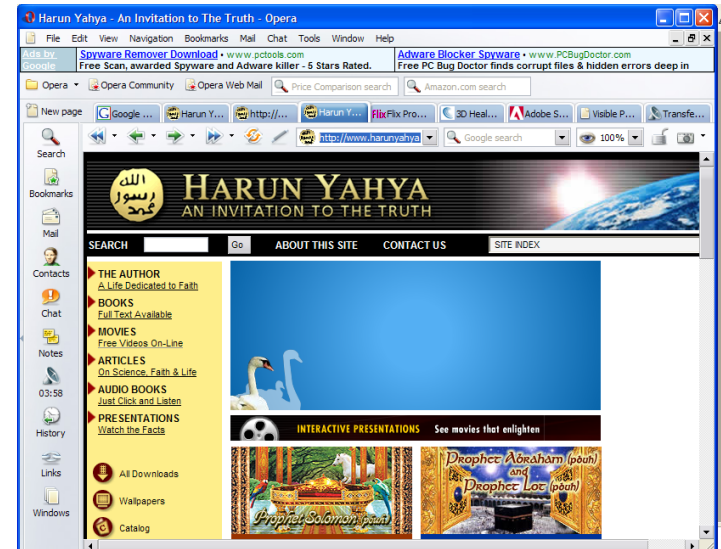 Harun Yahya - An Invitation to The Truth - Opera
File Edit View Navigation Bookmarks Mail Chat Tools Window Help
Ads by Google
Spyware Remover Download • www.pctools.com
Free Scan, awarded Spyware and Adware killer - 5 Stars Rated.
Adware Blocker Spyware • www.PCBugDoctor.com
Free PC Bug Doctor finds corrupt files & hidden errors deep in
Opera Opera Community Opera Web Mail Price Comparison search Amazon.com search
New page Google ... Harun Y... http://... Harun Y... Flix Flix Pro... 3D Heal... Adobe S... Visible P... Transfe...
http://www.harunyahya Google search 100%
Search
Bookmarks
Mail
Contacts
Chat
Notes
03:58
History
Links
Windows
الله
رسول
محمد
HARUN YAHYA
AN INVITATION TO THE TRUTH
SEARCH Go ABOUT THIS SITE CONTACT US SITE INDEX
THE AUTHOR
A Life Dedicated to Faith
BOOKS
Full Text Available
MOVIES
Free Videos On-Line
ARTICLES
On Science, Faith & Life
AUDIO BOOKS
Just Click and Listen
PRESENTATIONS
Watch the Facts
All Downloads
Wallpapers
Catalog
INTERACTIVE PRESENTATIONS See movies that enlighten
Prophet Solomon (pbuh)
Prophet Abraham (pbuh)
and
Prophet Lot (pbuh)